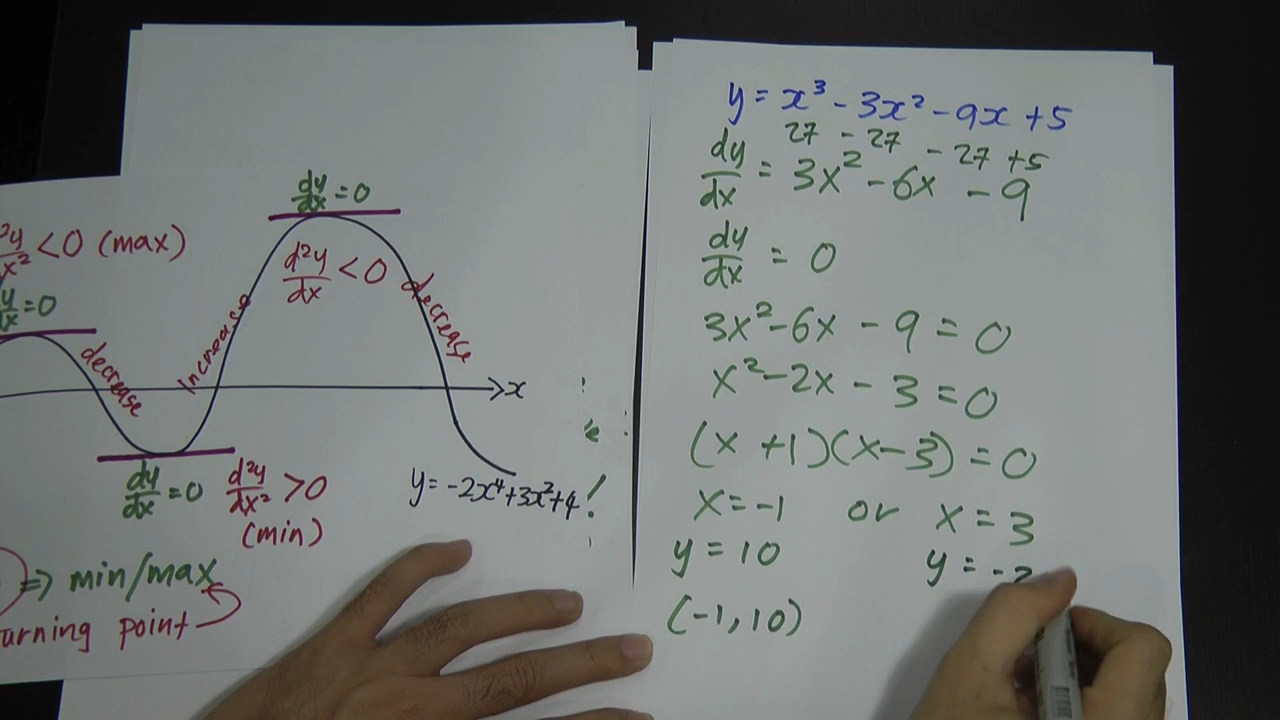 dy/dx = 0
d²y/dx² < 0 (max)
d²y/dx < 0
dy/dx = 0
decrease
increase
decrease
x
dy/dx = 0
d²y/dx² > 0
(min)
y = -2x⁴ + 3x² + 4
!
⇒ min/max
turning point
y = x³ - 3x² - 9x + 5
27 - 27 - 27 + 5
dy/dx = 3x² - 6x - 9
dy/dx = 0
3x² - 6x - 9 = 0
x² - 2x - 3 = 0
(x + 1)(x - 3) = 0
x = -1 or x = 3
y = 10 y = -2
(-1, 10)